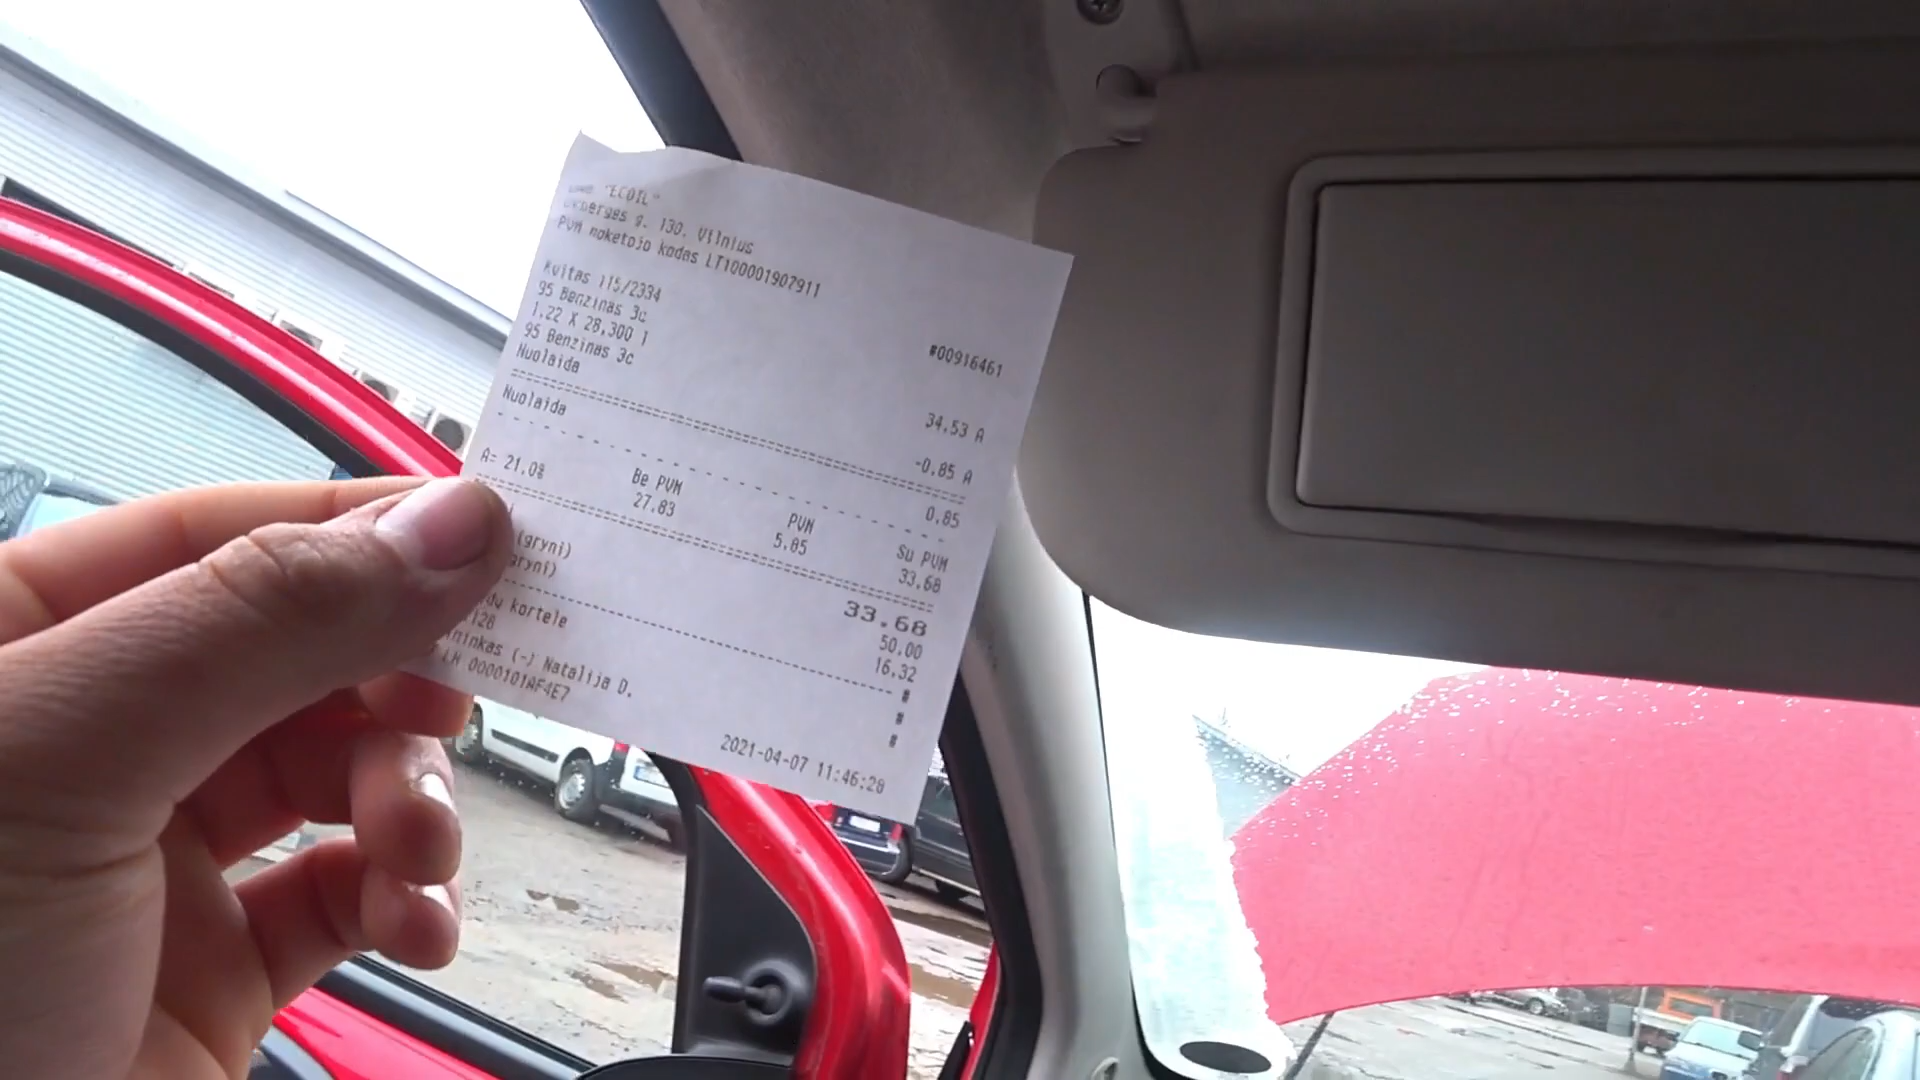 "ECOIL"
g. 130. Vilnius
PVM moketojo kodas LT100001907911
Kvitas 115/2334 #00916461
95 Benzinas 3c
1.22 X 28,300 l 34.53 A
95 Benzinas 3c
Nuolaida -0.85 A
Nuolaida 0.85
Be PVM PVM Su PVM
A= 21.0% 27.83 5.85 33.68
33.68
(gryni) 50.00
gryni) 16.32
#
kortele #
128 #
ininkas (-) Natalija D.
LH 0000101AF4E7
2021-04-07 11:46:28